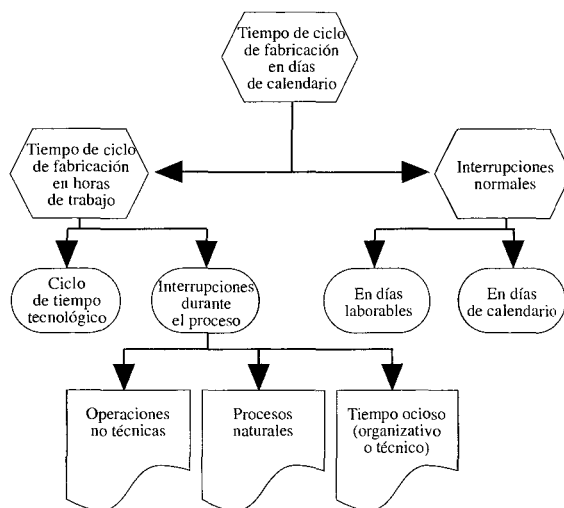 Tiempo de ciclo
de fabricación
en días
de calendario
Tiempo de ciclo
de fabricación
en horas
de trabajo
Interrupciones
normales
Ciclo
de tiempo
tecnológico
Interrupciones
durante
el proceso
En días
laborables
En días
de calendario
Operaciones
no técnicas
Procesos
naturales
Tiempo ocioso
(organizativo
o técnico)